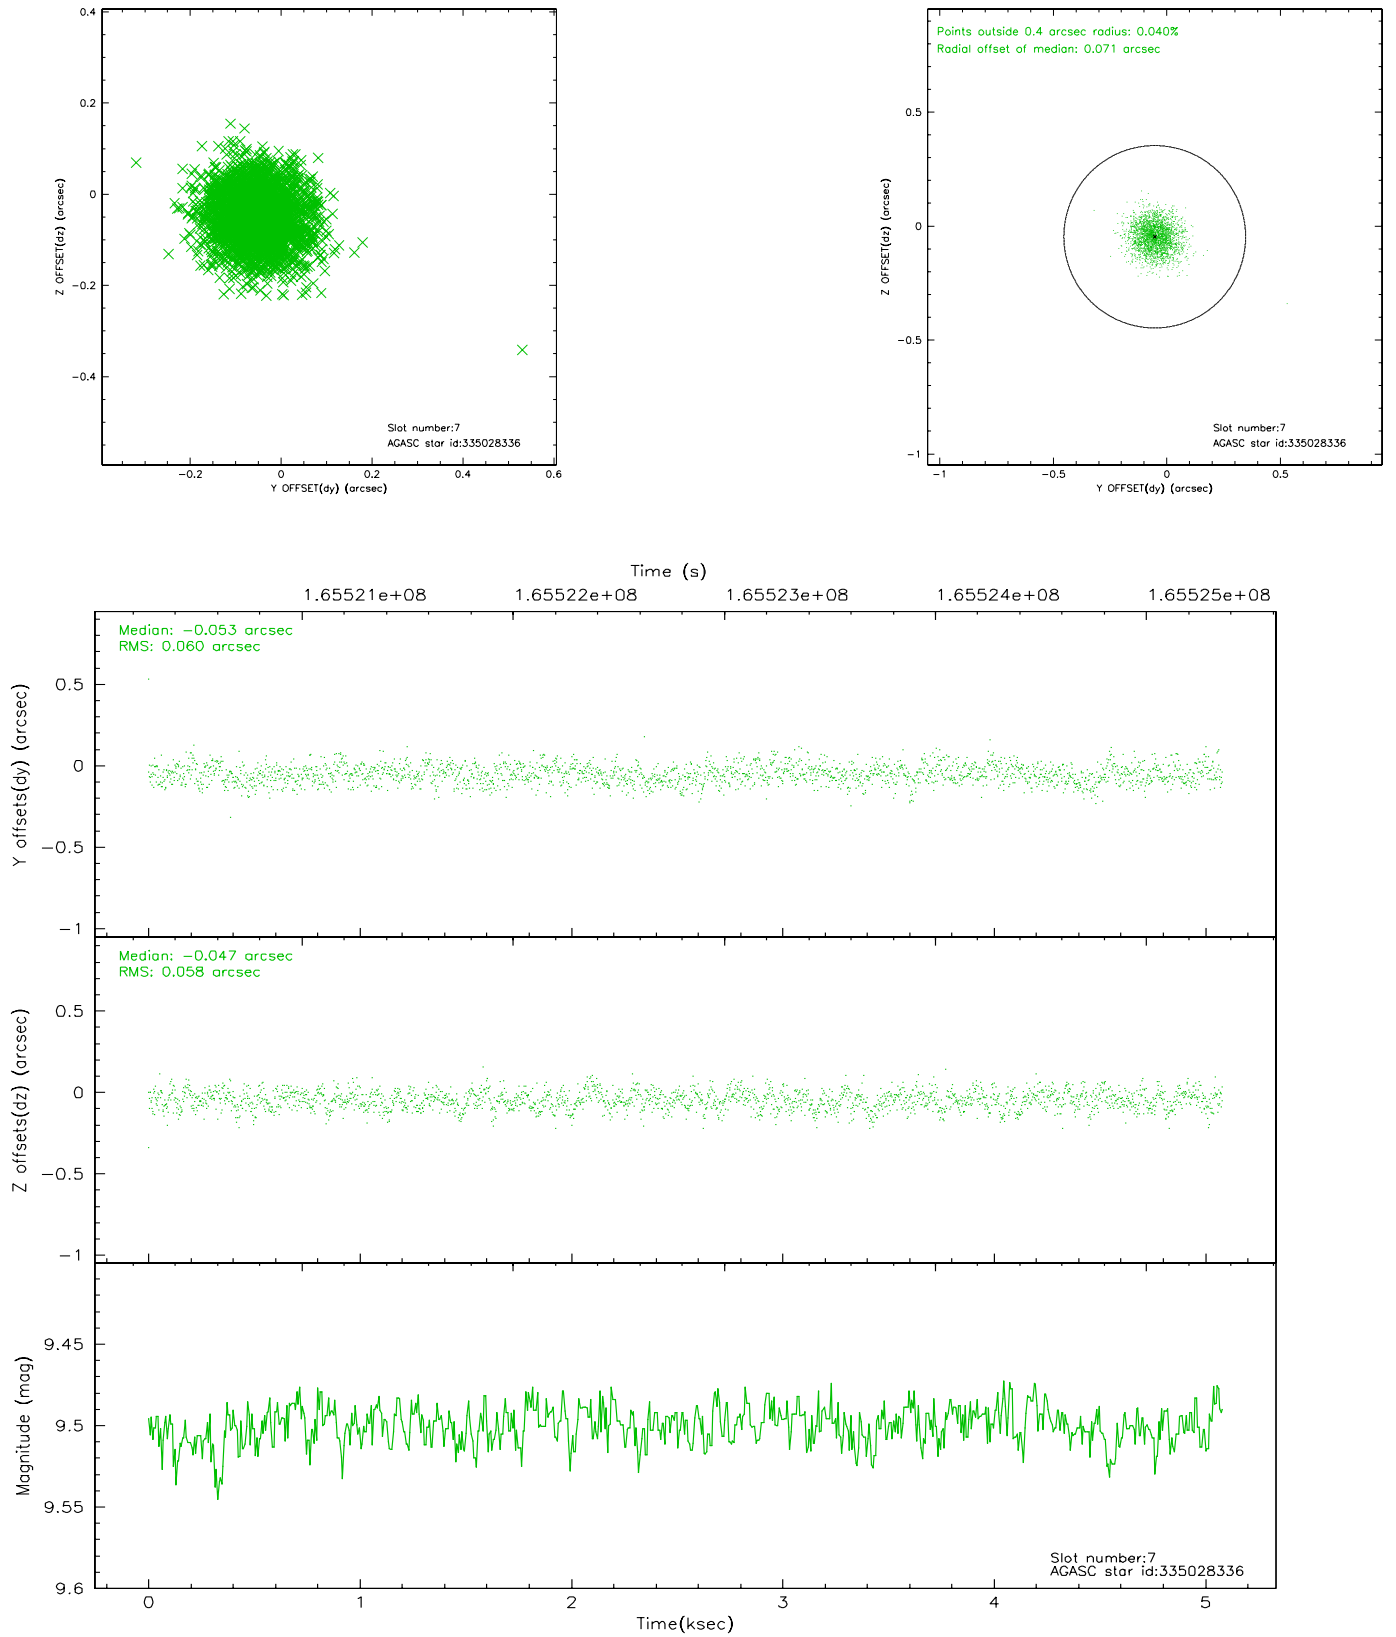 0.4
0.2
0
−0.2
−0.4
−0.2
0
0.2
0.4
0.6
Z OFFSET(dz) (arcsec)
Y OFFSET(dy) (arcsec)
Slot number:7
AGASC star id:335028336
Points outside 0.4 arcsec radius: 0.040%
Radial offset of median: 0.071 arcsec
0.5
0
−0.5
−1
−1
−0.5
0
0.5
Z OFFSET(dz) (arcsec)
Y OFFSET(dy) (arcsec)
Slot number:7
AGASC star id:335028336
Time (s)
1.65521e+08 1.65522e+08 1.65523e+08 1.65524e+08 1.65525e+08
Median: −0.053 arcsec
RMS: 0.060 arcsec
0.5
0
−0.5
−1
Y offsets(dy) (arcsec)
Median: −0.047 arcsec
RMS: 0.058 arcsec
0.5
0
−0.5
−1
Z offsets(dz) (arcsec)
9.45
9.5
9.55
9.6
Magnitude (mag)
Slot number:7
AGASC star id:335028336
0 1 2 3 4 5
Time(ksec)